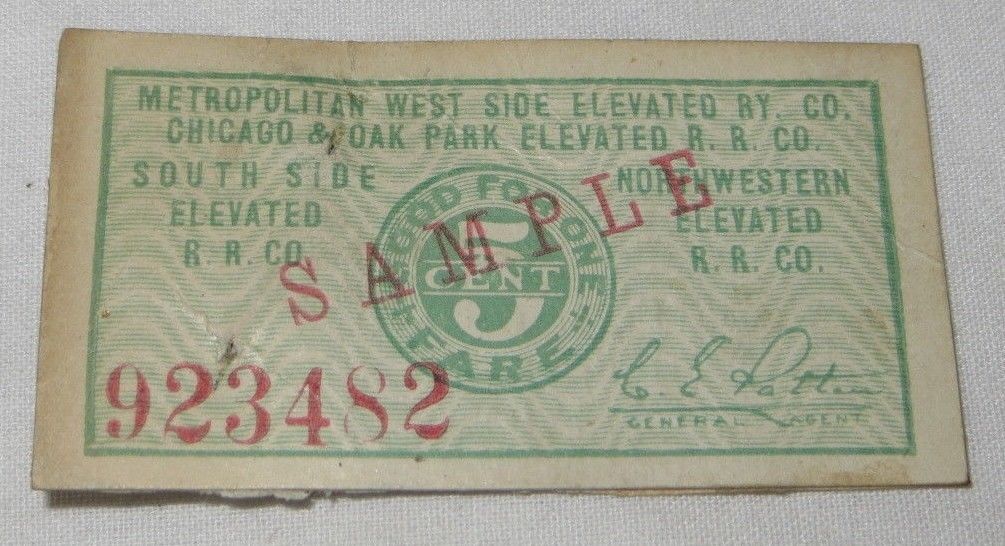 METROPOLITAN WEST SIDE ELEVATED RY. CO.
CHICAGO & OAK PARK ELEVATED R. R. CO.
SOUTH SIDE
ELEVATED
R. R. CO.
NORTHWESTERN
ELEVATED
R. R. CO.
GOOD FOR ONE
5
CENT
FARE
SAMPLE
923482
GENERAL AGENT